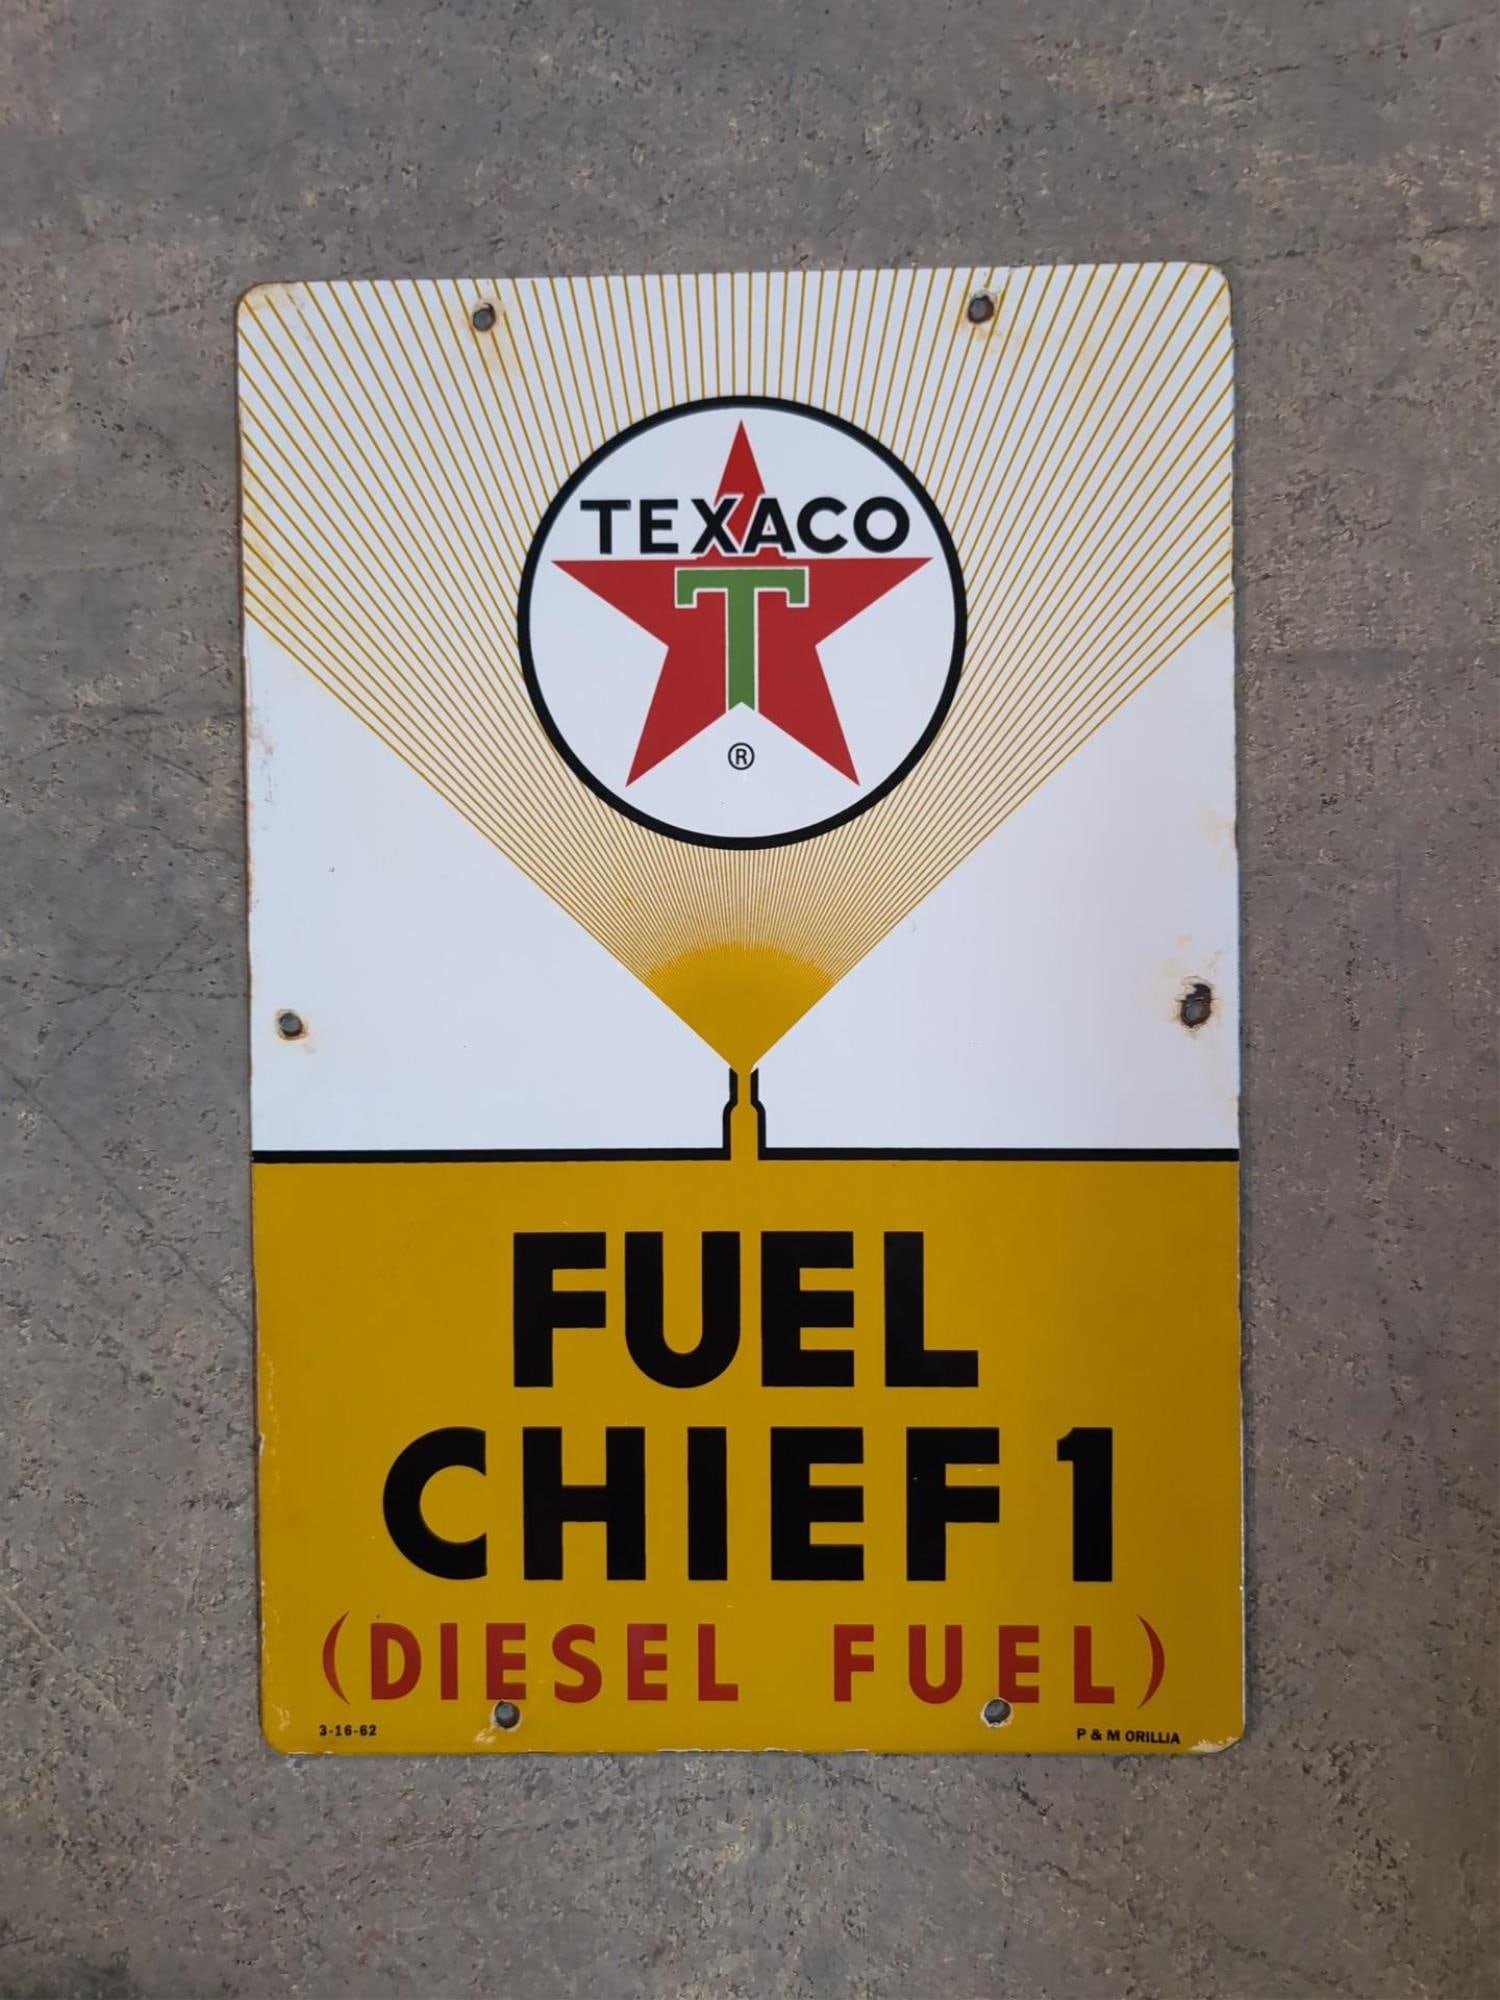 TEXACO
T
®
FUEL
CHIEF 1
(DIESEL FUEL)
3-16-62
P & M ORILLIA